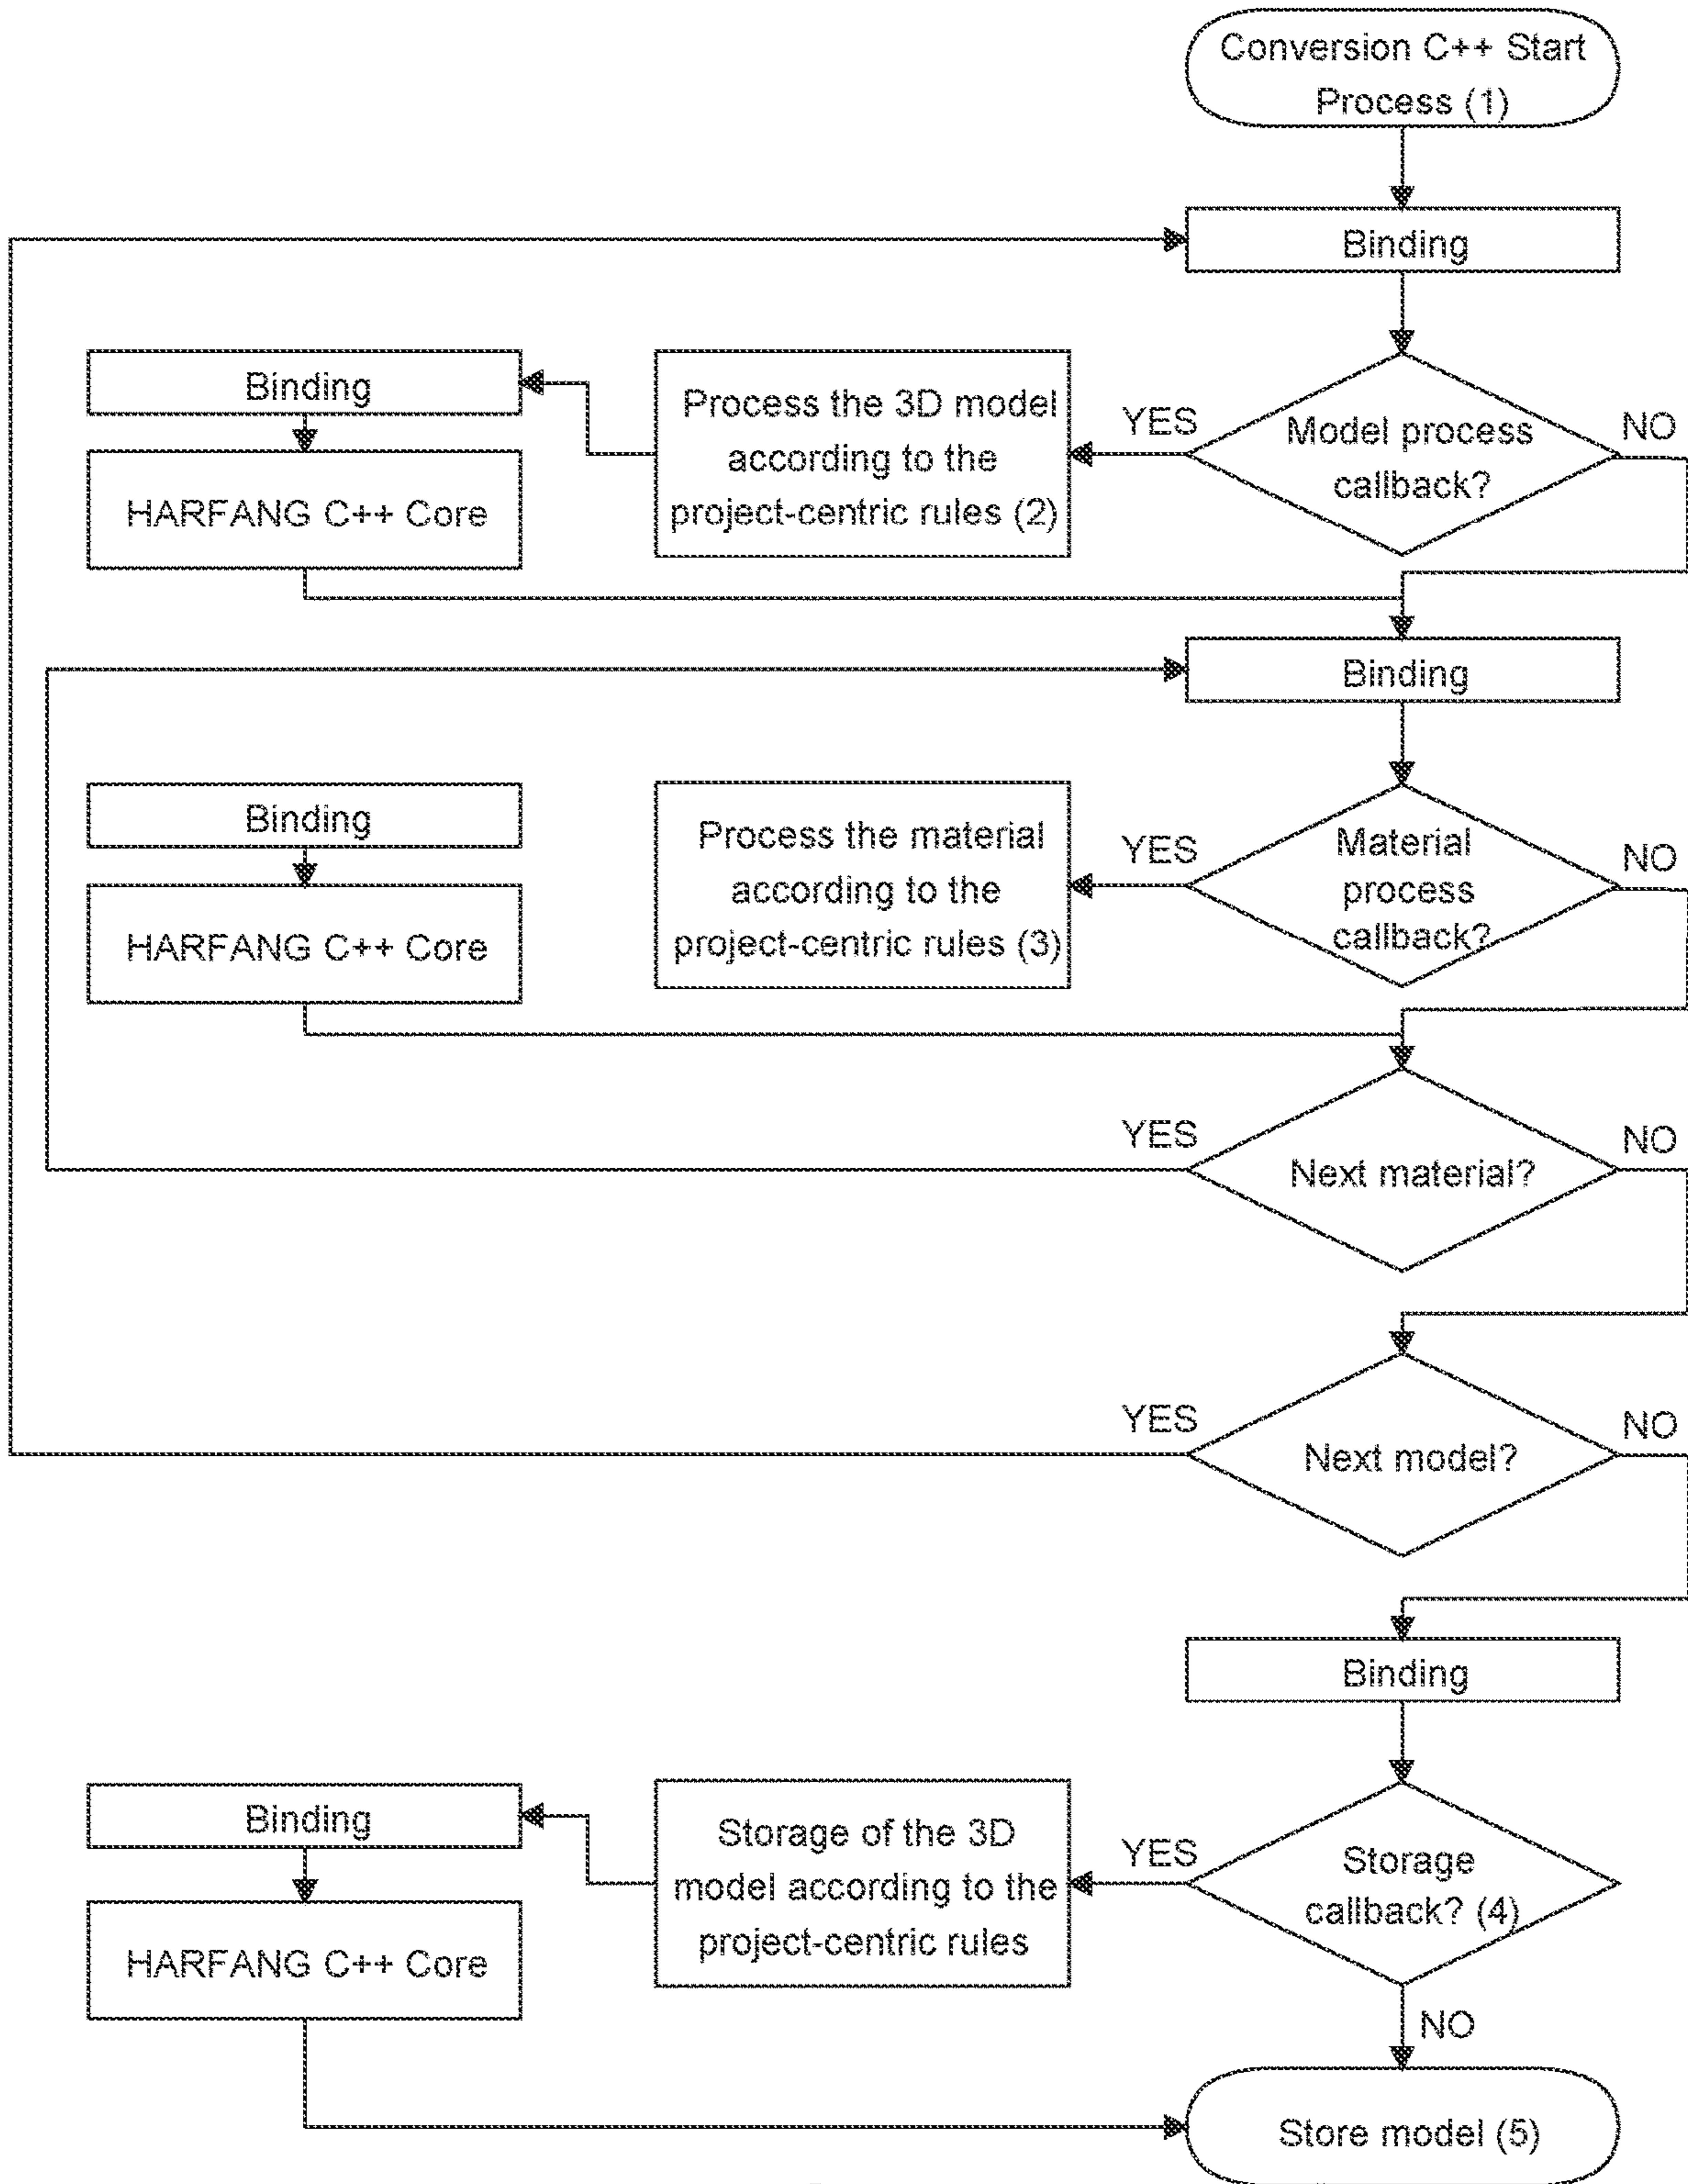 Conversion C++ Start
Process (1)
Binding
Binding
HARFANG C++ Core
Process the 3D model
according to the
project-centric rules (2)
YES
Model process
callback?
NO
Binding
Binding
HARFANG C++ Core
Process the material
according to the
project-centric rules (3)
YES
Material
process
callback?
NO
YES
Next material?
NO
YES
Next model?
NO
Binding
Binding
HARFANG C++ Core
Storage of the 3D
model according to the
project-centric rules
YES
Storage
callback? (4)
NO
Store model (5)